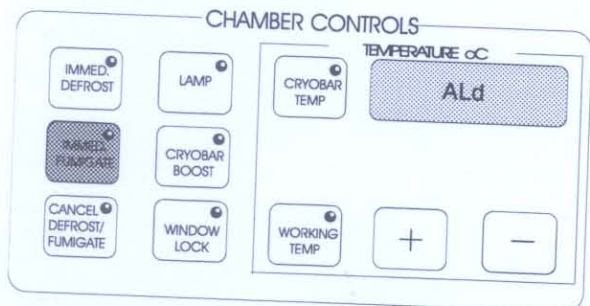 CHAMBER CONTROLS
TEMPERATURE oC
IMMED.
DEFROST
LAMP
CRYOBAR
TEMP
ALd
IMMED.
FUMIGATE
CRYOBAR
BOOST
CANCEL
DEFROST/
FUMIGATE
WINDOW
LOCK
WORKING
TEMP
+
−